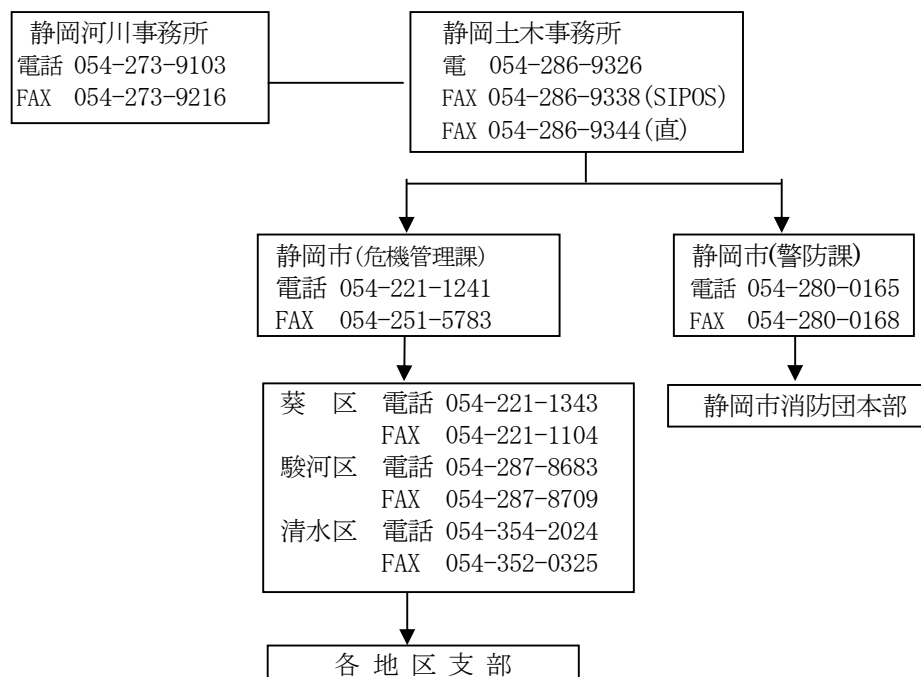 静岡河川事務所
電話 054-273-9103
FAX 054-273-9216
静岡土木事務所
電 054-286-9326
FAX 054-286-9338(SIPOS)
FAX 054-286-9344(直)
静岡市(危機管理課)
電話 054-221-1241
FAX 054-251-5783
静岡市(警防課)
電話 054-280-0165
FAX 054-280-0168
葵 区 電話 054-221-1343
FAX 054-221-1104
駿河区 電話 054-287-8683
FAX 054-287-8709
清水区 電話 054-354-2024
FAX 054-352-0325
静岡市消防団本部
各 地 区 支 部